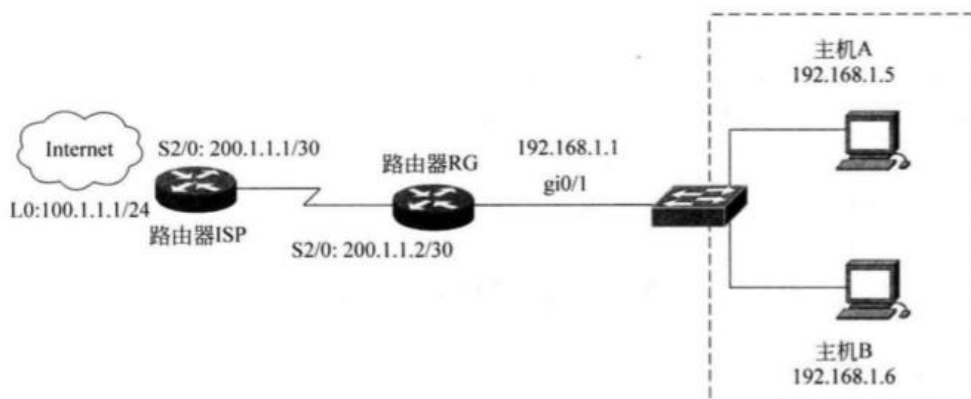 主机A
192.168.1.5
Internet
S2/0: 200.1.1.1/30
路由器RG
192.168.1.1
gi0/1
L0:100.1.1.1/24
路由器ISP
S2/0: 200.1.1.2/30
主机B
192.168.1.6